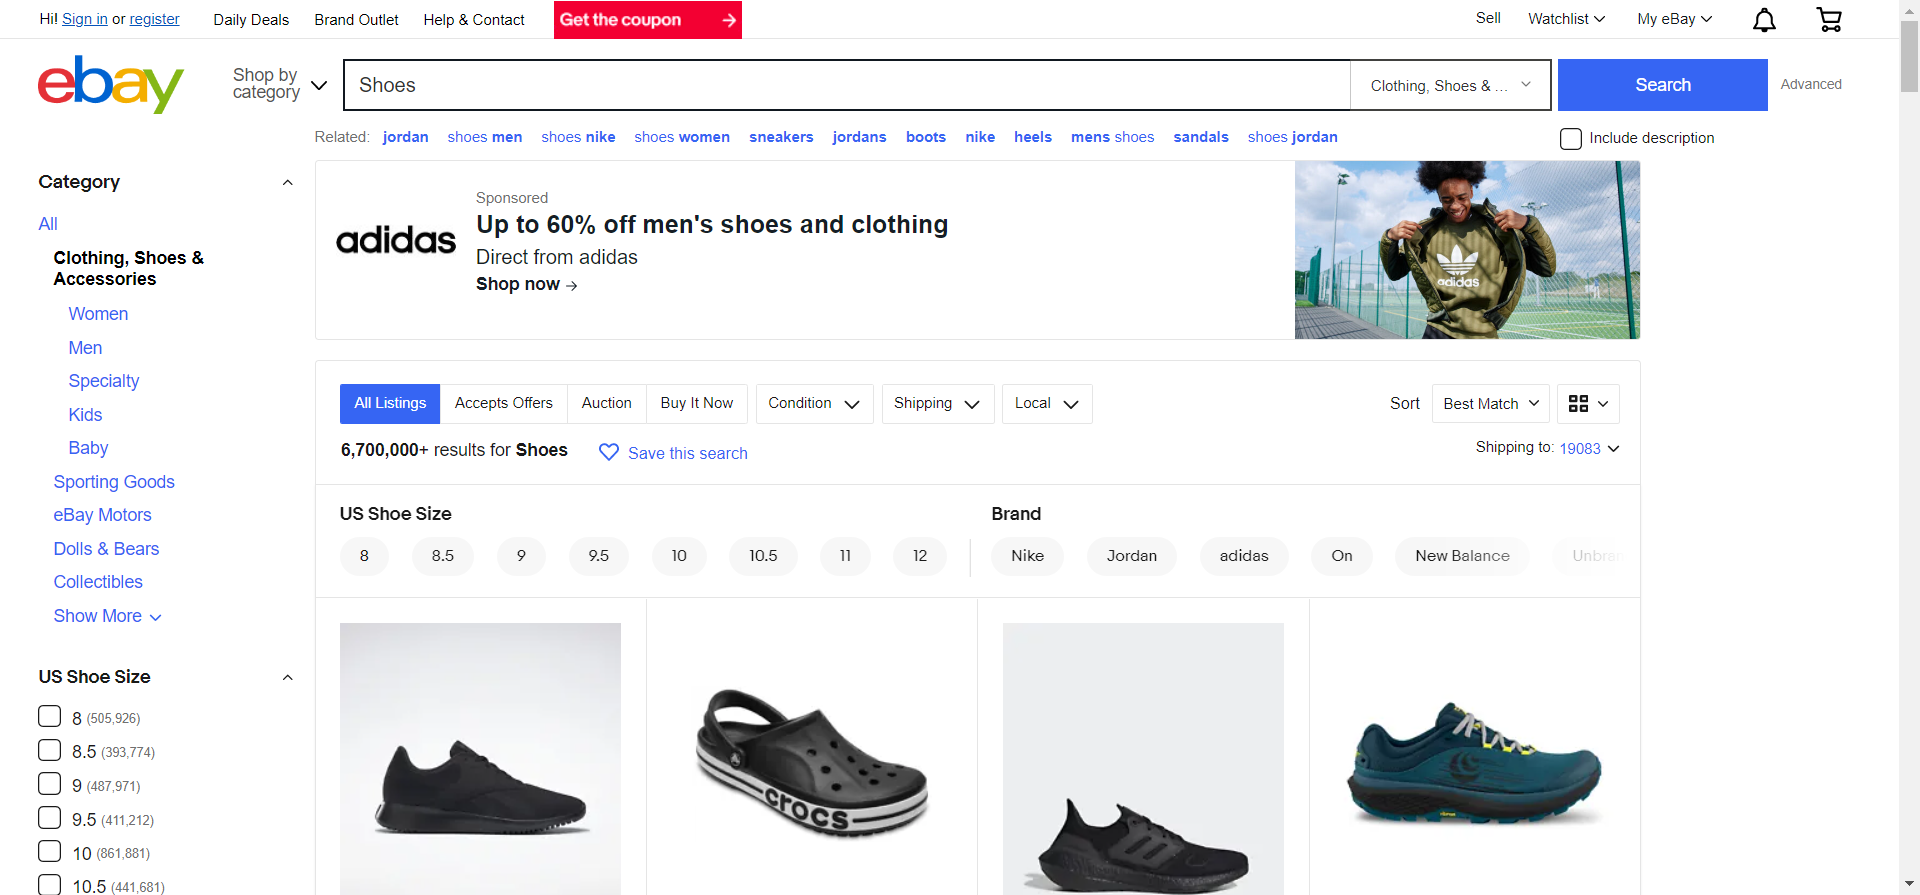 Hi! Sign in or register Daily Deals Brand Outlet Help & Contact Get the coupon Sell Watchlist My eBay
ebay Shop by category Shoes Clothing, Shoes & ... Search Advanced
Related: jordan shoes men shoes nike shoes women sneakers jordans boots nike heels mens shoes sandals shoes jordan Include description
Category
All
Clothing, Shoes &
Accessories
Women
Men
Specialty
Kids
Baby
Sporting Goods
eBay Motors
Dolls & Bears
Collectibles
Show More
US Shoe Size
8 (505,926)
8.5 (393,774)
9 (487,971)
9.5 (411,212)
10 (861,881)
10.5 (441,681)
adidas
Sponsored
Up to 60% off men's shoes and clothing
Direct from adidas
Shop now →
adidas
All Listings Accepts Offers Auction Buy It Now Condition Shipping Local Sort Best Match
6,700,000+ results for Shoes Save this search Shipping to: 19083
US Shoe Size Brand
8 8.5 9 9.5 10 10.5 11 12 Nike Jordan adidas On New Balance Unbran
crocs